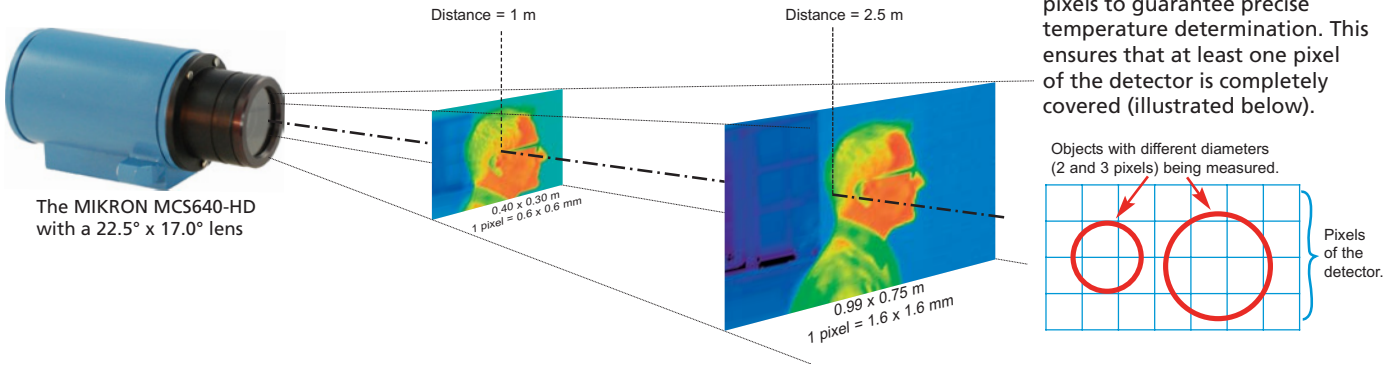 Distance = 1 m
Distance = 2.5 m
The MIKRON MCS640-HD
with a 22.5° x 17.0° lens
0.40 x 0.30 m
1 pixel = 0.6 x 0.6 mm
0.99 x 0.75 m
1 pixel = 1.6 x 1.6 mm
pixels to guarantee precise
temperature determination. This
ensures that at least one pixel
of the detector is completely
covered (illustrated below).
Objects with different diameters
(2 and 3 pixels) being measured.
Pixels
of the
detector.